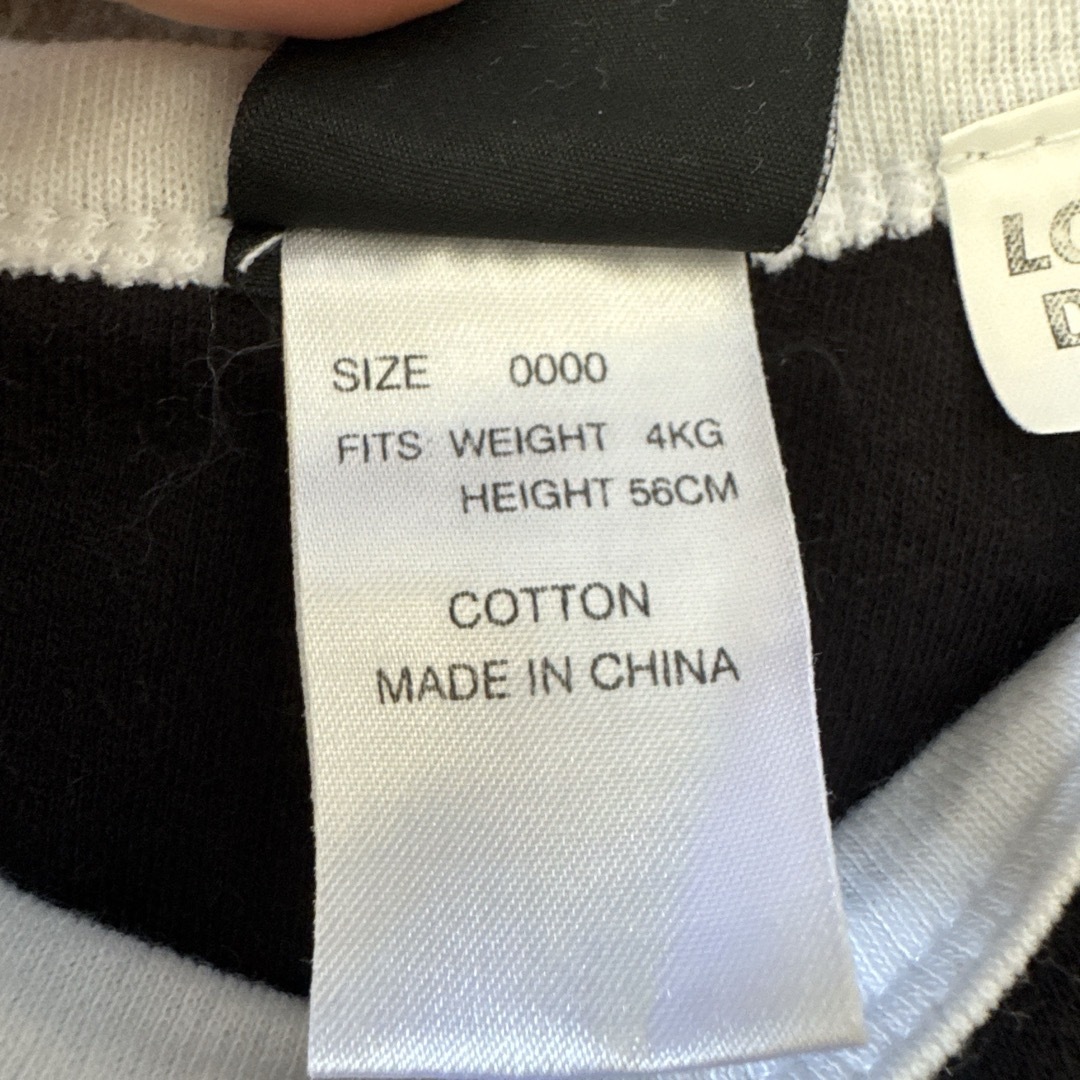 SIZE 0000
FITS WEIGHT 4KG
HEIGHT 56CM
COTTON
MADE IN CHINA